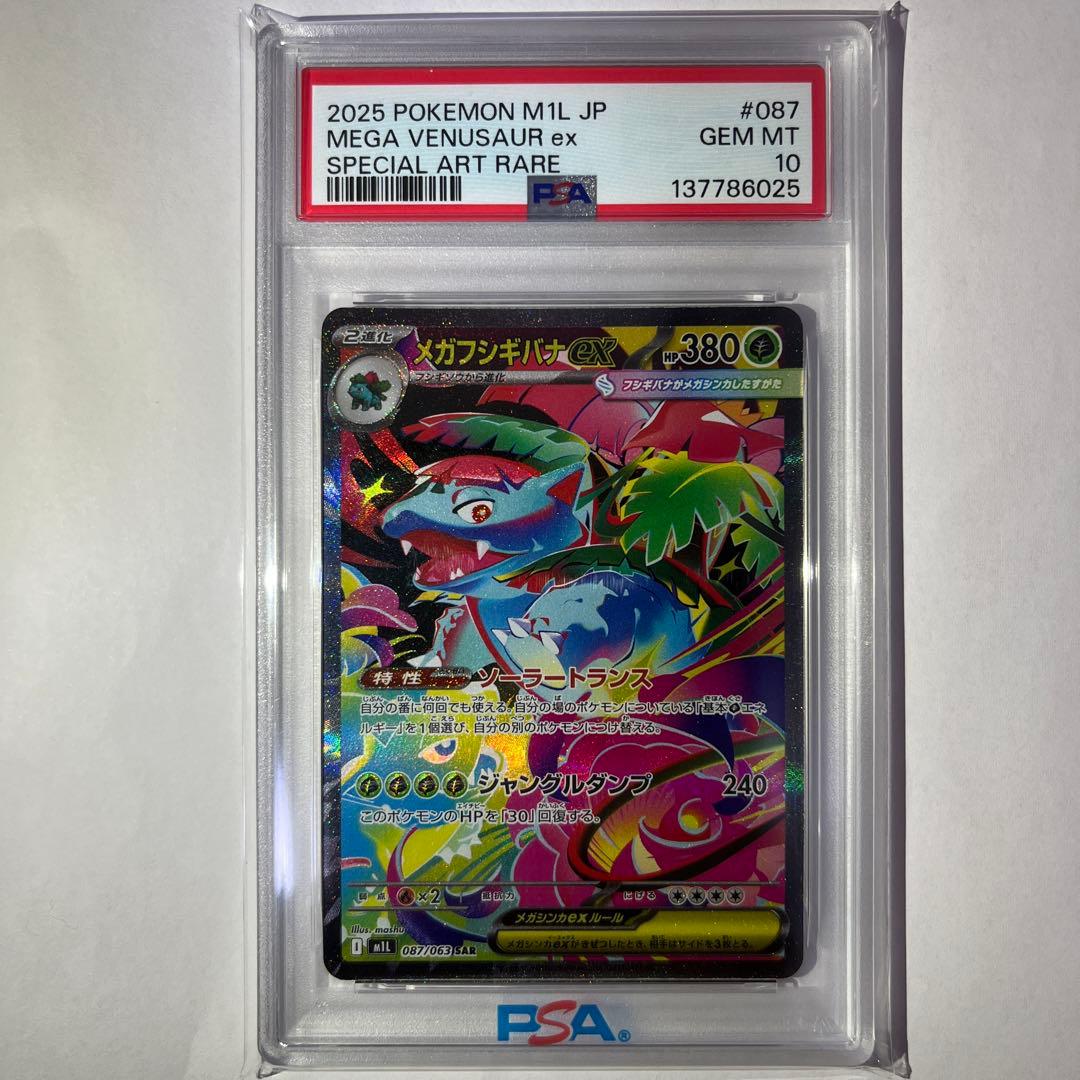 2025 POKEMON M1L JP #087
MEGA VENUSAUR ex GEM MT
SPECIAL ART RARE 10
PSA 137786025
2進化 メガフシギバナex HP380
フシギソウから進化
フシギバナがメガシンカしたすがた
特性 ソーラートランス
自分の番に何回でも使える。自分の場のポケモンについている「基本エネ
ルギー」を1個選び、自分の別のポケモンにつけ替える。
ジャングルダンプ 240
このポケモンのHPを「30」回復する。
弱点 ×2 抵抗力 にげる
メガシンカexルール
メガシンカexがきぜつしたとき、相手はサイドを3枚とる。
illus. mashu
I M1L 087/063 SAR
PSA